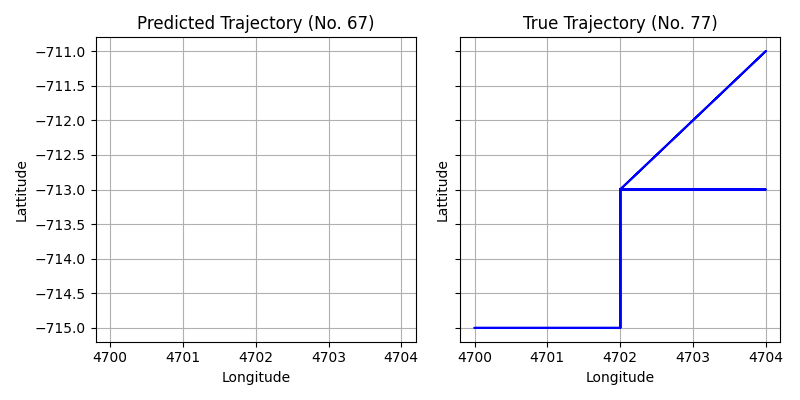 Predicted Trajectory (No. 67)
−711.0
−711.5
−712.0
−712.5
−713.0
−713.5
−714.0
−714.5
−715.0
Lattitude
4700 4701 4702 4703 4704
Longitude
True Trajectory (No. 77)
Lattitude
4700 4701 4702 4703 4704
Longitude